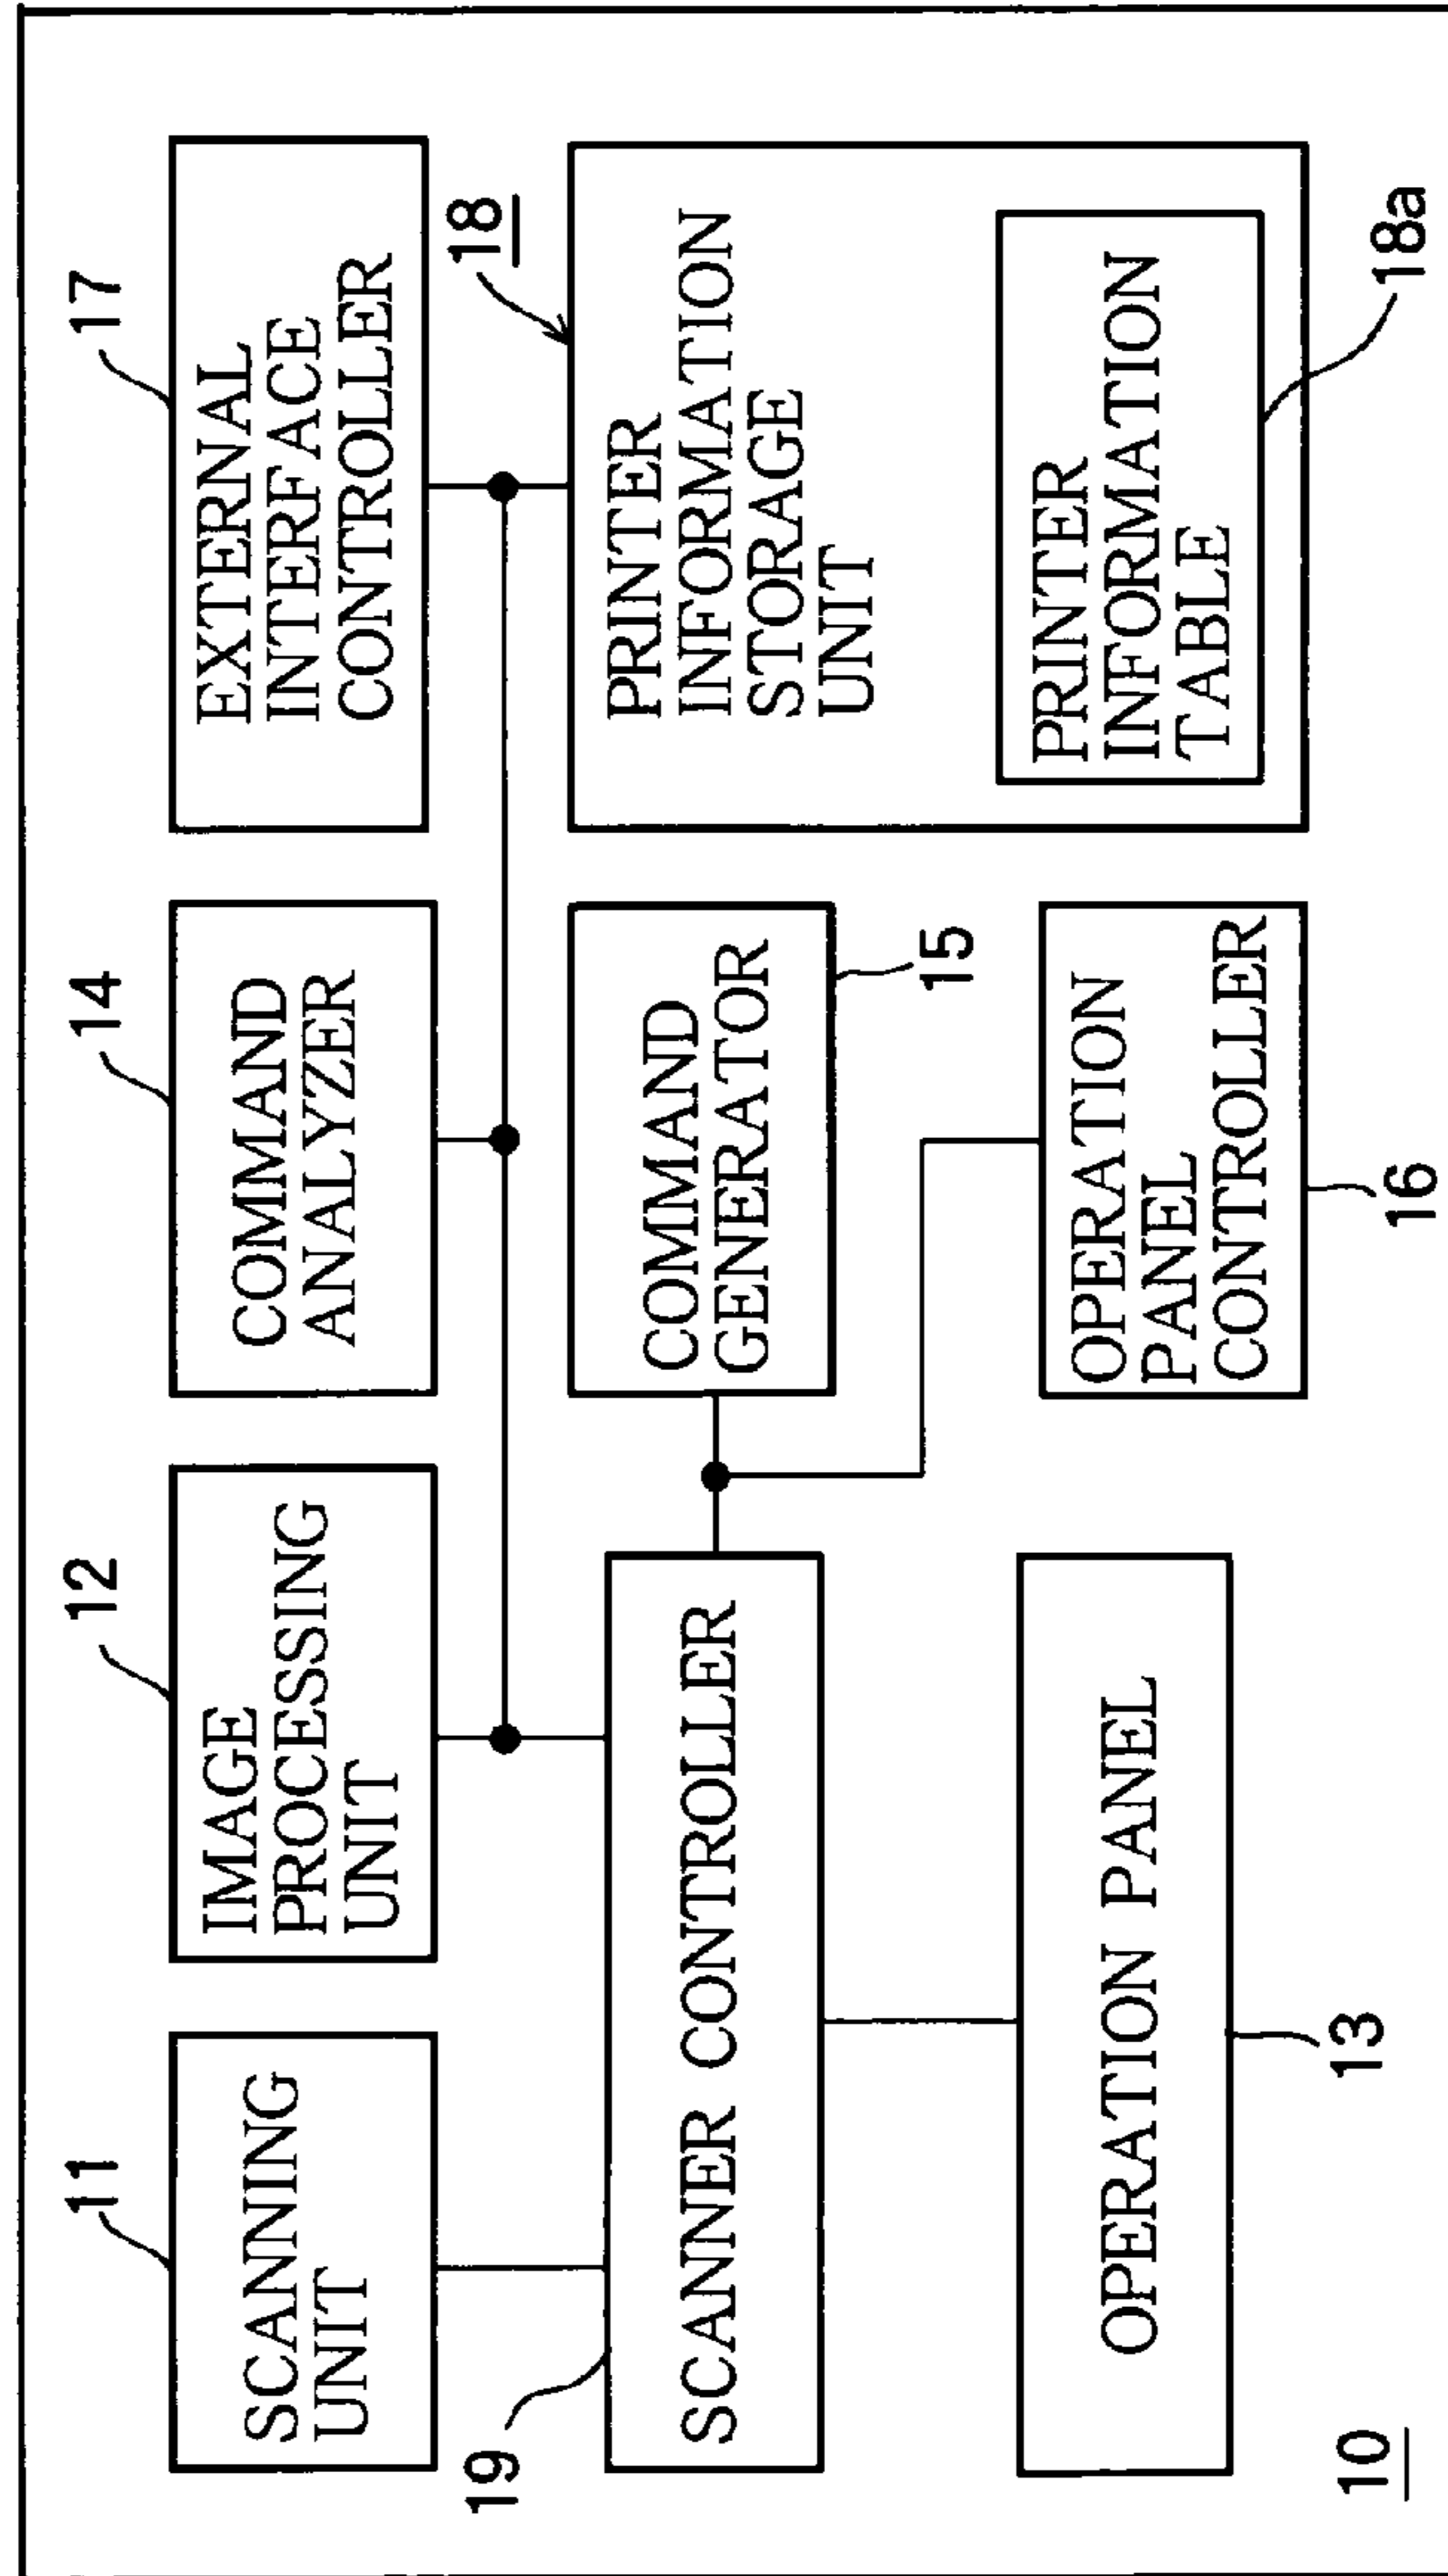 11
SCANNING
UNIT
12
IMAGE
PROCESSING
UNIT
14
COMMAND
ANALYZER
17
EXTERNAL
INTERFACE
CONTROLLER
19
SCANNER CONTROLLER
COMMAND
GENERATOR
15
18
PRINTER
INFORMATION
STORAGE
UNIT
PRINTER
INFORMATION
TABLE
18a
OPERATION PANEL
13
OPERATION
PANEL
CONTROLLER
16
10